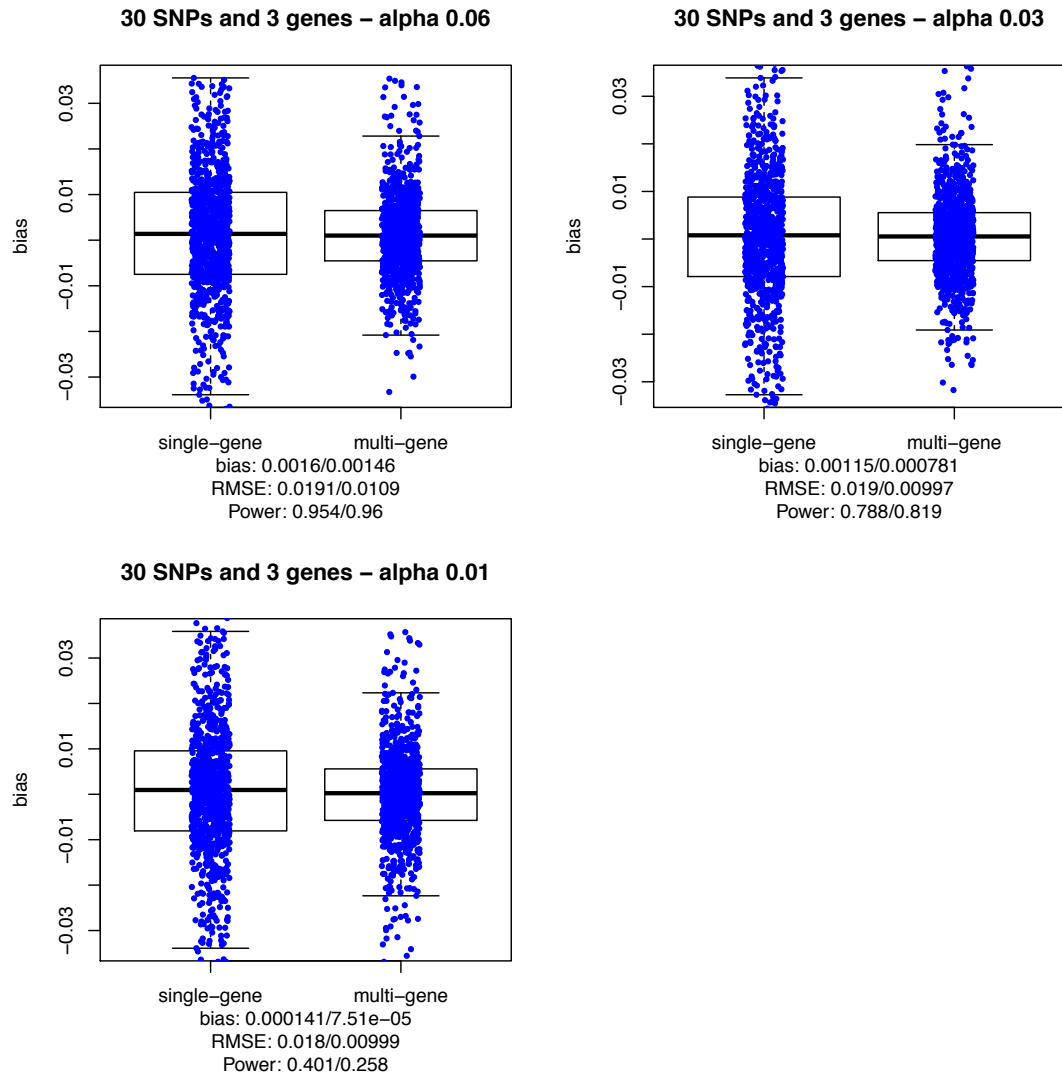 30 SNPs and 3 genes − alpha 0.06
0.03
0.01
−0.01
−0.03
bias
single−gene
multi−gene
bias: 0.0016/0.00146
RMSE: 0.0191/0.0109
Power: 0.954/0.96
30 SNPs and 3 genes − alpha 0.03
0.03
0.01
−0.01
−0.03
bias
single−gene
multi−gene
bias: 0.00115/0.000781
RMSE: 0.019/0.00997
Power: 0.788/0.819
30 SNPs and 3 genes − alpha 0.01
0.03
0.01
−0.01
−0.03
bias
single−gene
multi−gene
bias: 0.000141/7.51e−05
RMSE: 0.018/0.00999
Power: 0.401/0.258